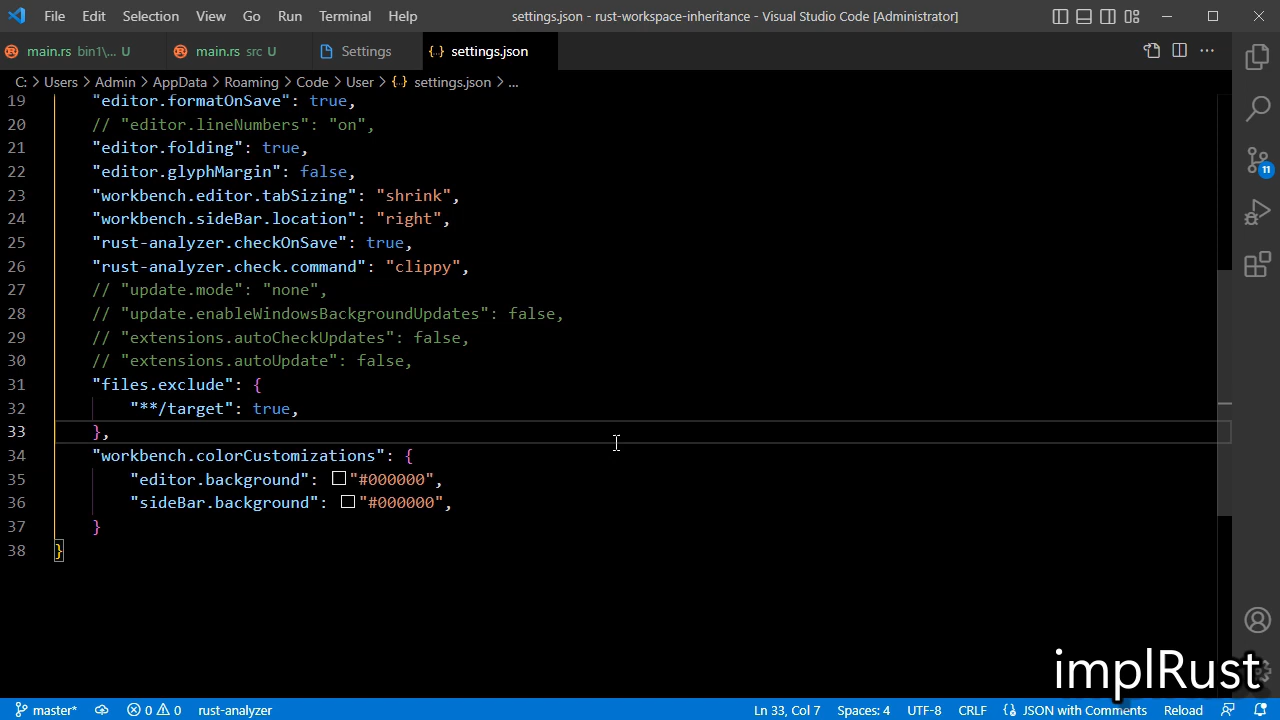 File Edit Selection View Go Run Terminal Help settings.json - rust-workspace-inheritance - Visual Studio Code [Administrator]
main.rs bin1\... U main.rs src U Settings {..} settings.json ···
C: > Users > Admin > AppData > Roaming > Code > User > {..} settings.json > ...
19 "editor.formatOnSave": true,
20 // "editor.lineNumbers": "on",
21 "editor.folding": true,
22 "editor.glyphMargin": false,
23 "workbench.editor.tabSizing": "shrink",
24 "workbench.sideBar.location": "right",
25 "rust-analyzer.checkOnSave": true,
26 "rust-analyzer.check.command": "clippy",
27 // "update.mode": "none",
28 // "update.enableWindowsBackgroundUpdates": false,
29 // "extensions.autoCheckUpdates": false,
30 // "extensions.autoUpdate": false,
31 "files.exclude": {
32 "**/target": true,
33 },
34 "workbench.colorCustomizations": {
35 "editor.background": "#000000",
36 "sideBar.background": "#000000",
37 }
38 }
11
implRust
master* 0 0 rust-analyzer Ln 33, Col 7 Spaces: 4 UTF-8 CRLF {} JSON with Comments Reload